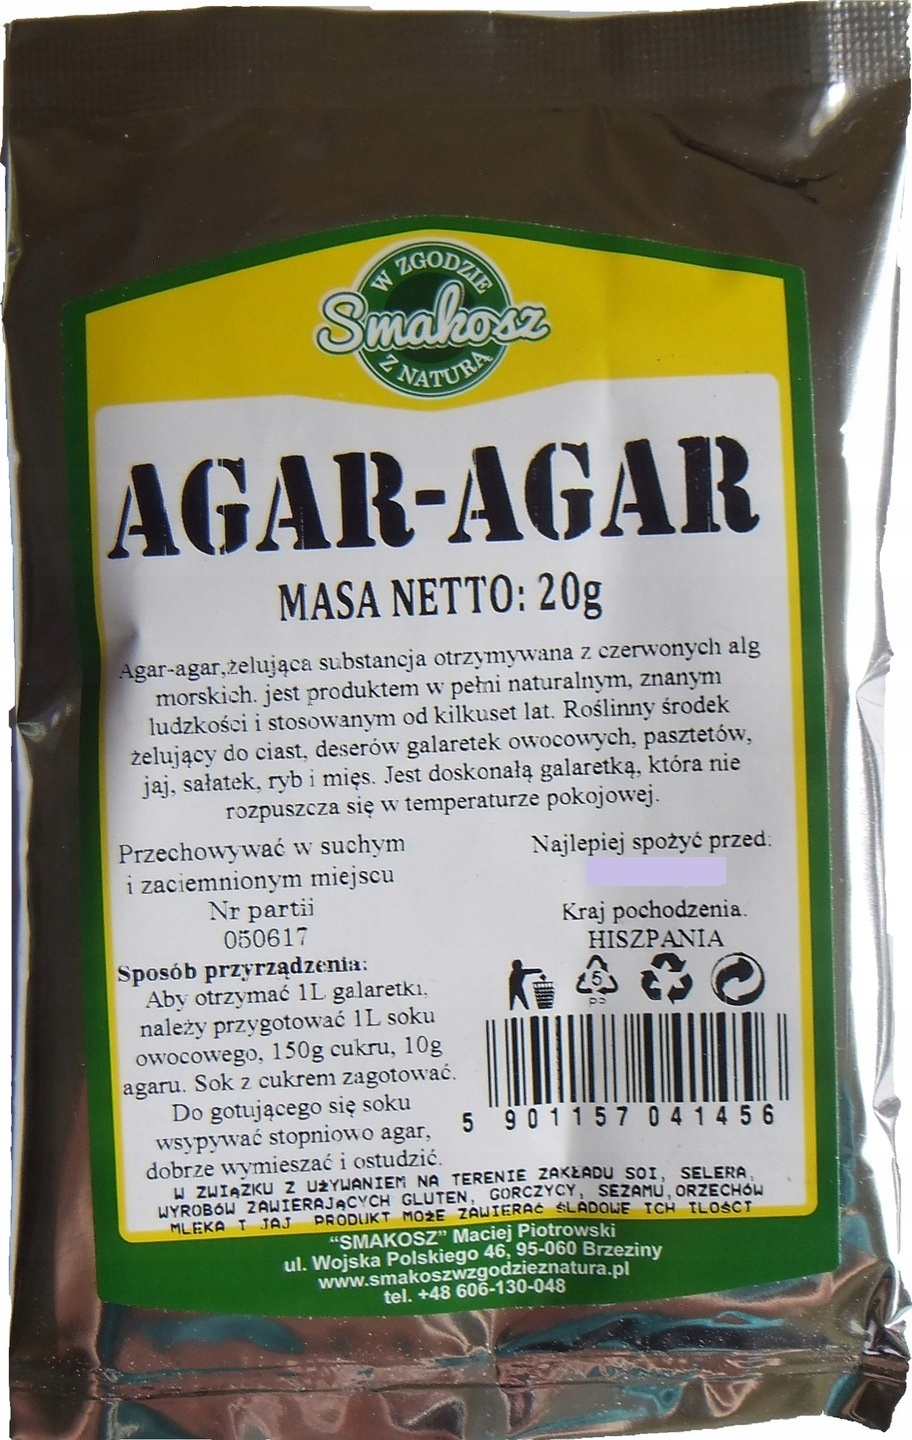 W ZGODZIE
Smakosz
Z NATURĄ
AGAR-AGAR
MASA NETTO: 20g
Agar-agar,żelująca substancja otrzymywana z czerwonych alg
morskich. jest produktem w pełni naturalnym, znanym
ludzkości i stosowanym od kilkuset lat. Roślinny środek
żelujący do ciast, deserów galaretek owocowych, pasztetów,
jaj, sałatek, ryb i mięs. Jest doskonałą galaretką, która nie
rozpuszcza się w temperaturze pokojowej.
Przechowywać w suchym
i zaciemnionym miejscu
Nr partii
050617
Najlepiej spożyć przed:
Kraj pochodzenia.
HISZPANIA
Sposób przyrządzenia:
Aby otrzymać 1L galaretki,
należy przygotować 1L soku
owocowego, 150g cukru, 10g
agaru. Sok z cukrem zagotować.
Do gotującego się soku
wsypywać stopniowo agar,
dobrze wymieszać i ostudzić.
5
PP
5 901157 041456
W ZWIĄZKU Z UŻYWANIEM NA TERENIE ZAKŁADU SOI, SELERA,
WYROBÓW ZAWIERAJĄCYCH GLUTEN, GORCZYCY, SEZAMU,ORZECHÓW
MLEKA I JAJ PRODUKT MOŻE ZAWIERAĆ ŚLADOWE ICH ILOŚCI
"SMAKOSZ" Maciej Piotrowski
ul. Wojska Polskiego 46, 95-060 Brzeziny
www.smakoszwzgodzieznatura.pl
tel. +48 606-130-048